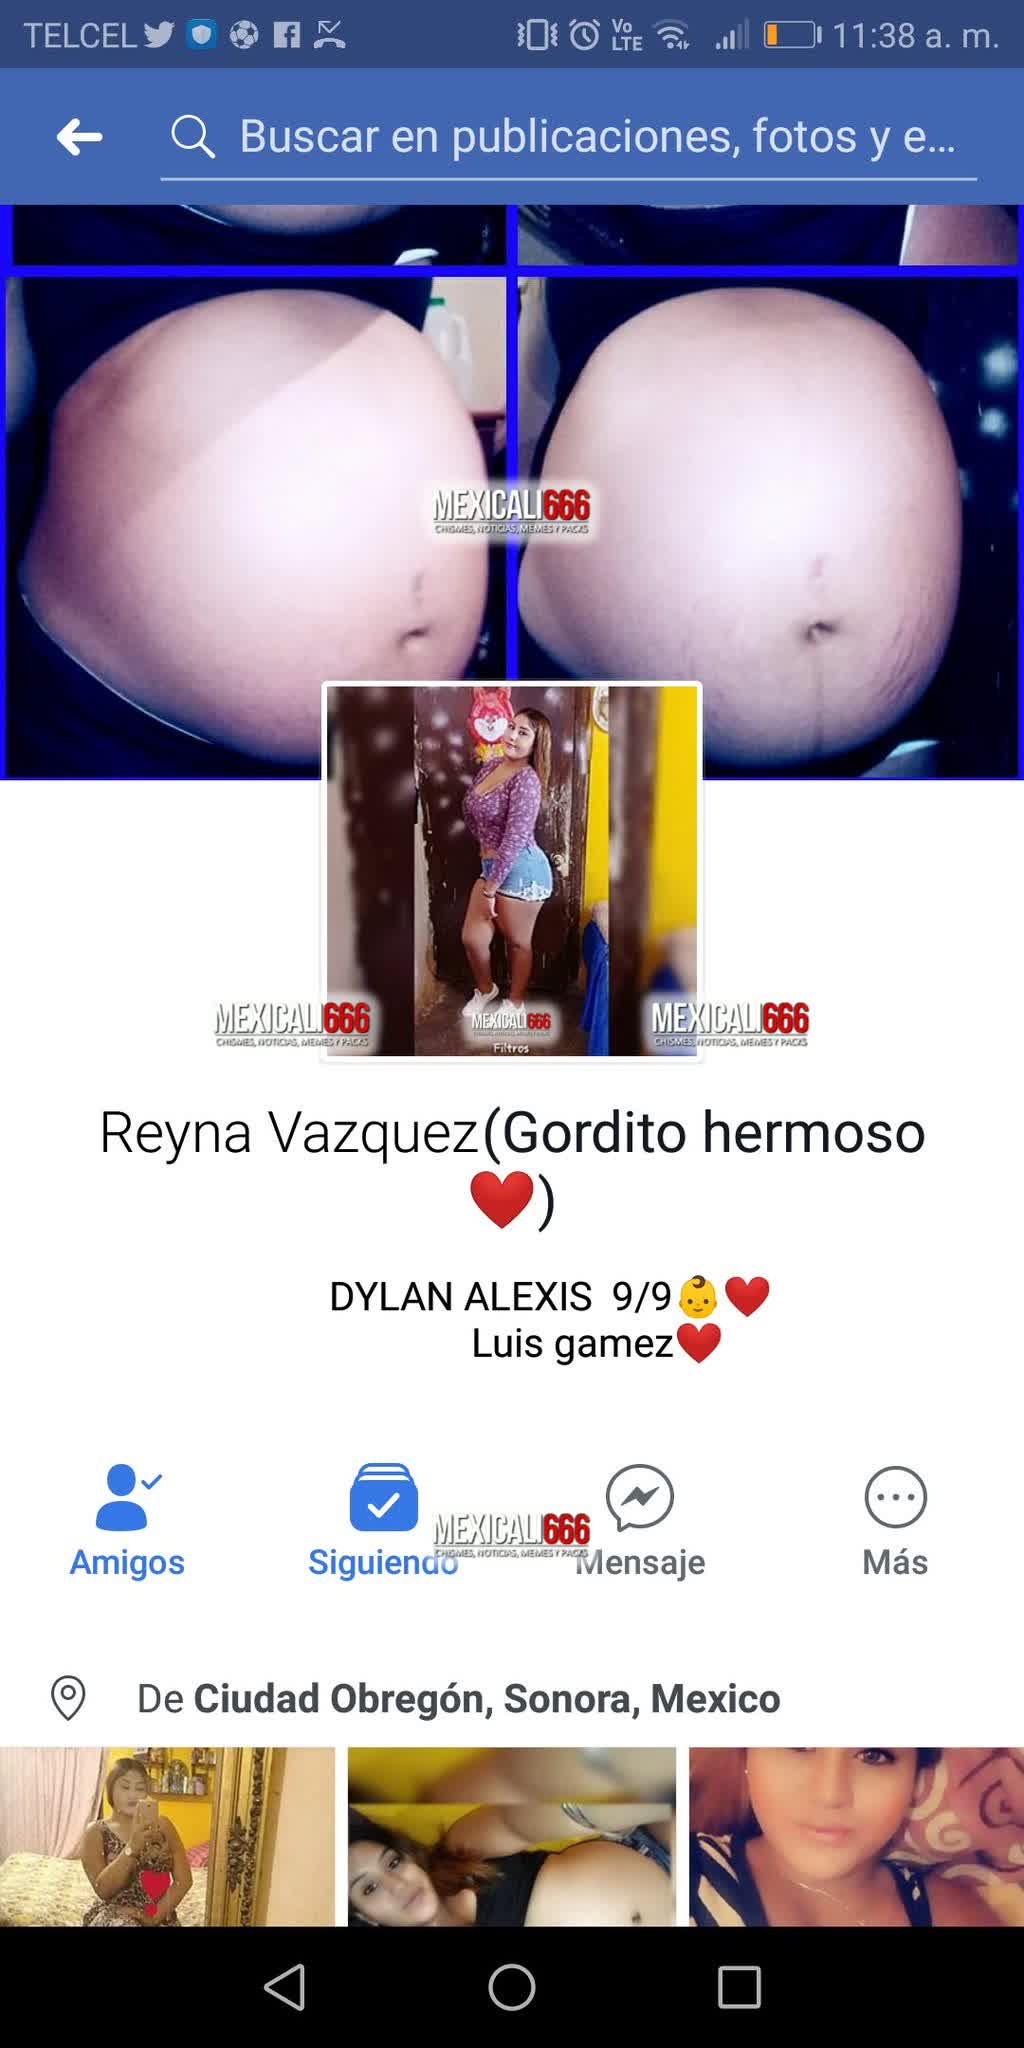 TELCEL Vo LTE 11:38 a. m.
Buscar en publicaciones, fotos y e...
MEXICALI666
CHISMES, NOTICIAS, MEMES Y PACKS
MEXICALI666
CHISMES, NOTICIAS, MEMES Y PACKS
MEXICALI666
MEXICALI666
CHISMES, NOTICIAS, MEMES Y PACKS
Filtros
Reyna Vazquez(Gordito hermoso
❤️)
DYLAN ALEXIS 9/9👶❤️
Luis gamez❤️
MEXICALI666
CHISMES, NOTICIAS, MEMES Y PACKS
Amigos Siguiendo Mensaje Más
De Ciudad Obregón, Sonora, Mexico